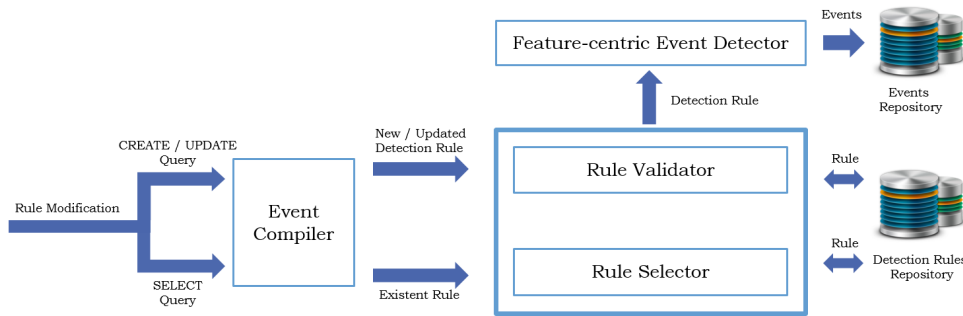 Events
Feature-centric Event Detector
Events
Repository
Detection Rule
CREATE / UPDATE
Query
New / Updated
Detection Rule
Rule Validator
Rule
Rule Modification
Event
Compiler
Rule
SELECT
Query
Existent Rule
Rule Selector
Detection Rules
Repository